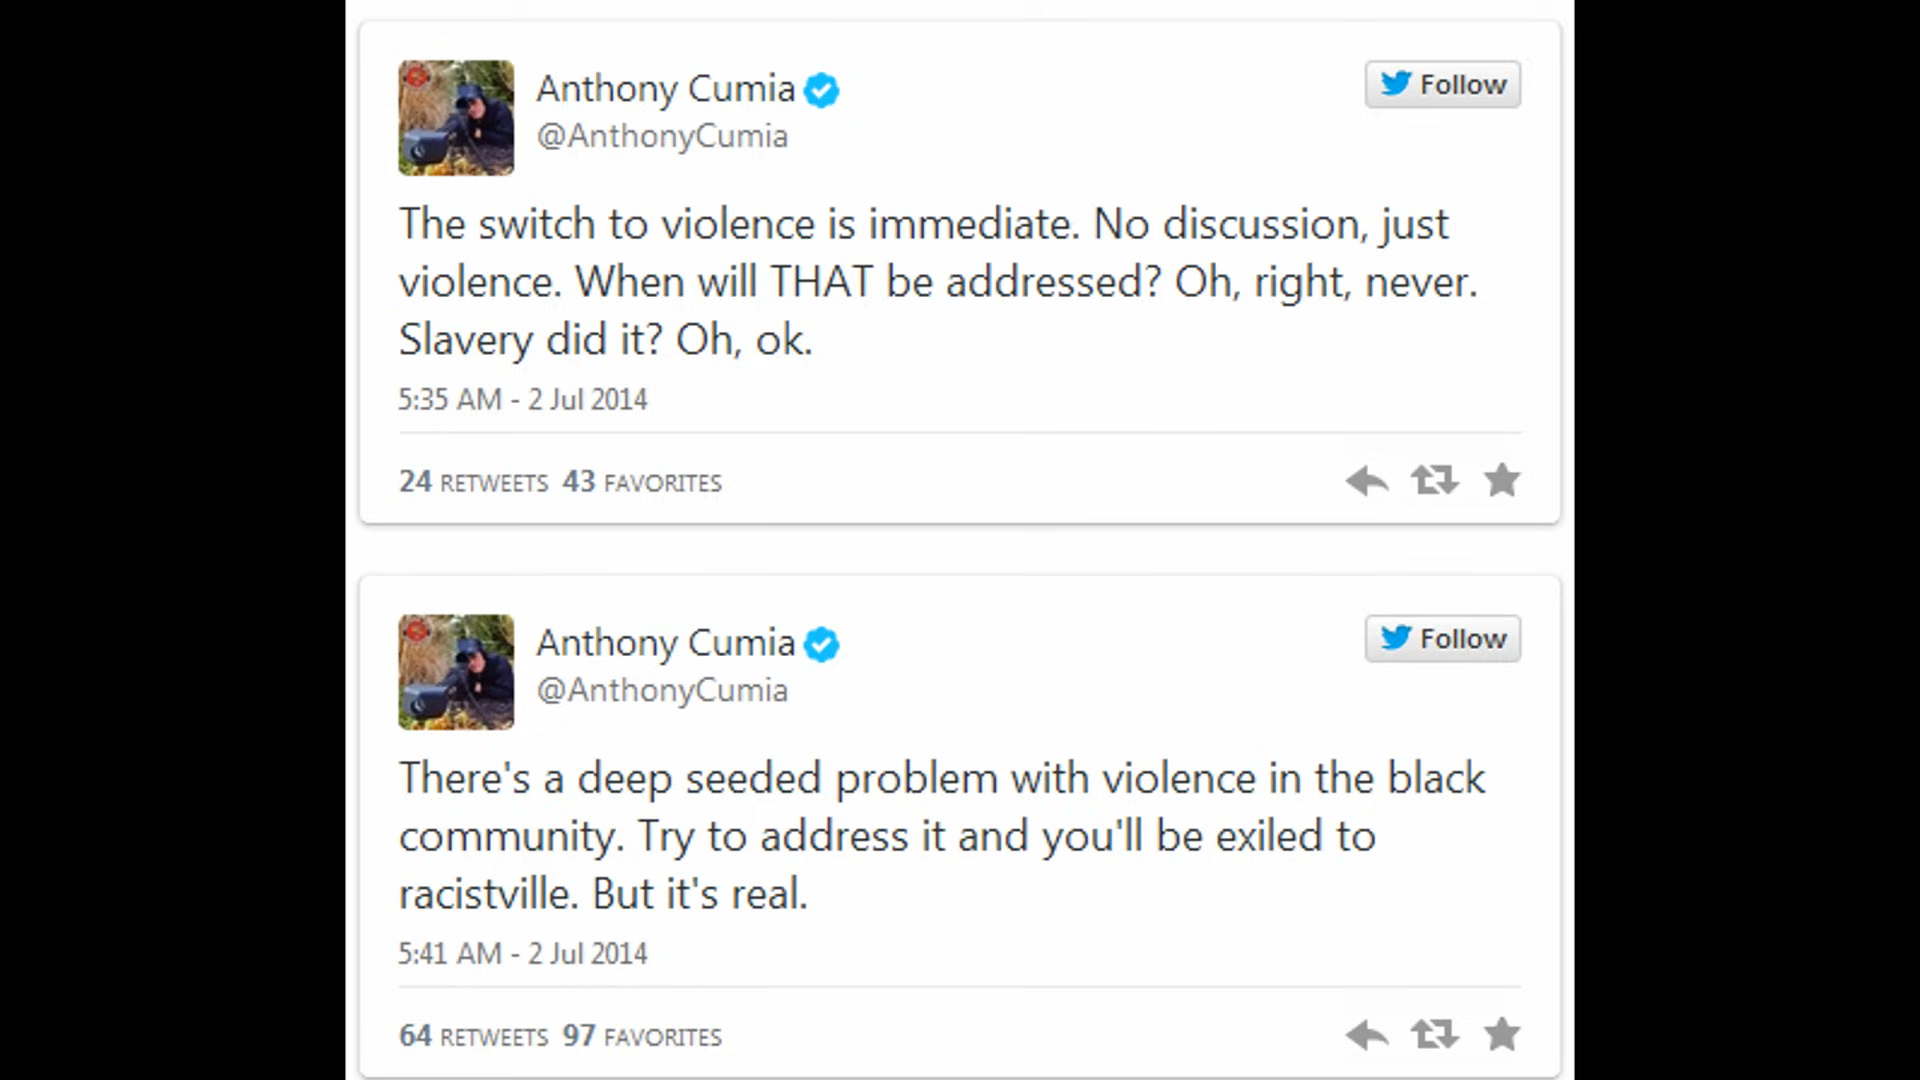 Anthony Cumia
Follow
@AnthonyCumia
The switch to violence is immediate. No discussion, just
violence. When will THAT be addressed? Oh, right, never.
Slavery did it? Oh, ok.
5:35 AM - 2 Jul 2014
24 RETWEETS 43 FAVORITES
Anthony Cumia
Follow
@AnthonyCumia
There's a deep seeded problem with violence in the black
community. Try to address it and you'll be exiled to
racistville. But it's real.
5:41 AM - 2 Jul 2014
64 RETWEETS 97 FAVORITES